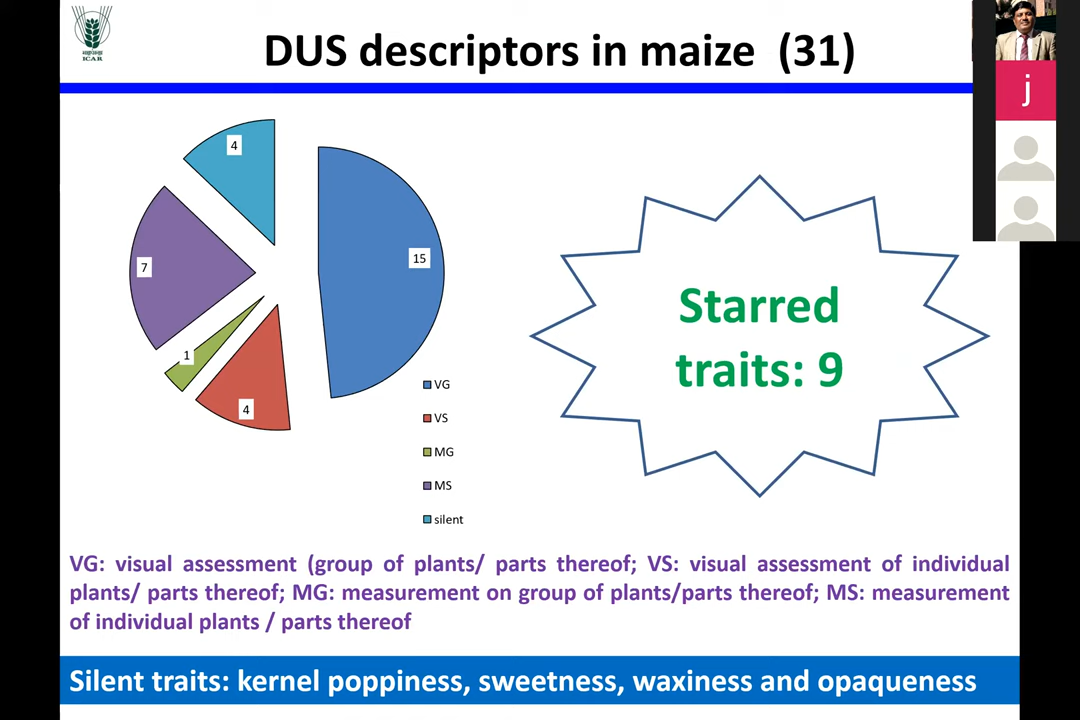 DUS descriptors in maize (31)
ICAR
j
4
15
7
1
4
VG
VS
MG
MS
silent
Starred
traits: 9
VG: visual assessment (group of plants/ parts thereof; VS: visual assessment of individual
plants/ parts thereof; MG: measurement on group of plants/parts thereof; MS: measurement
of individual plants / parts thereof
Silent traits: kernel poppiness, sweetness, waxiness and opaqueness